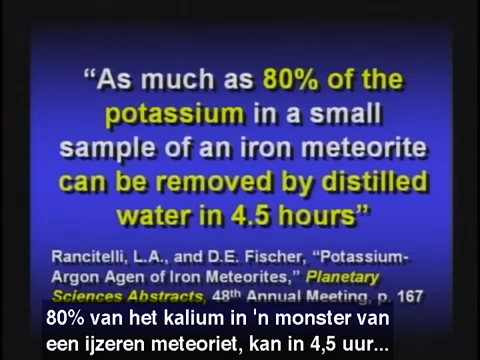 “As much as 80% of the
potassium in a small
sample of an iron meteorite
can be removed by distilled
water in 4.5 hours”
Rancitelli, L.A., and D.E. Fischer, “Potassium-
Argon Agen of Iron Meteorites,” Planetary
Sciences Abstracts, 48th Annual Meeting, p. 167
80% van het kalium in 'n monster van
een ijzeren meteoriet, kan in 4,5 uur...